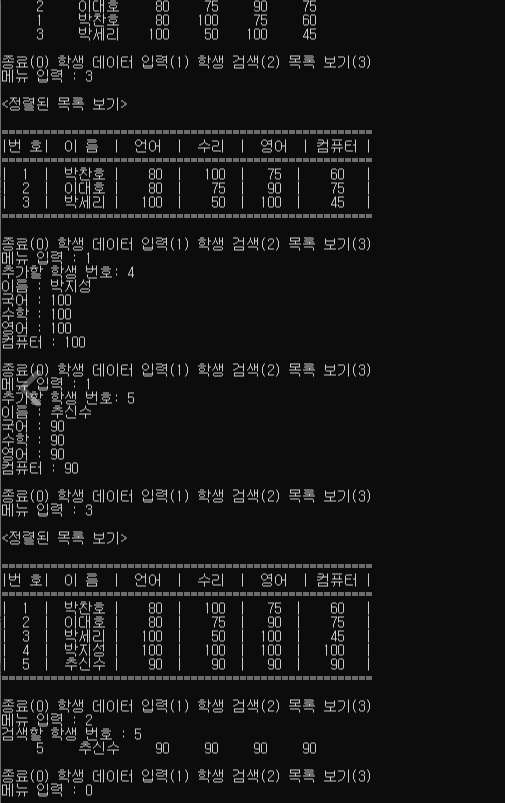 2 이대호 80 75 90 75
박찬호 80 100 75 60
3 박세리 100 50 100 45
종료(0) 학생 데이터 입력(1) 학생 검색(2) 목록 보기(3)
메뉴 입력 : 3
<정렬된 목록 보기>
=====================================================
|번 호| 이 름 | 언어 | 수리 | 영어 | 컴퓨터 |
=====================================================
| 1 | 박찬호 | 80 | 100 | 75 | 60 |
| 2 | 이대호 | 80 | 75 | 90 | 75 |
| 3 | 박세리 | 100 | 50 | 100 | 45 |
=====================================================
종료(0) 학생 데이터 입력(1) 학생 검색(2) 목록 보기(3)
메뉴 입력 : 1
추가할 학생 번호: 4
이름 : 박지성
국어 : 100
수학 : 100
영어 : 100
컴퓨터 : 100
종료(0) 학생 데이터 입력(1) 학생 검색(2) 목록 보기(3)
메뉴 입력 : 1
추가할 학생 번호: 5
이름 : 추신수
국어 : 90
수학 : 90
영어 : 90
컴퓨터 : 90
종료(0) 학생 데이터 입력(1) 학생 검색(2) 목록 보기(3)
메뉴 입력 : 3
<정렬된 목록 보기>
=====================================================
|번 호| 이 름 | 언어 | 수리 | 영어 | 컴퓨터 |
=====================================================
| 1 | 박찬호 | 80 | 100 | 75 | 60 |
| 2 | 이대호 | 80 | 75 | 90 | 75 |
| 3 | 박세리 | 100 | 50 | 100 | 45 |
| 4 | 박지성 | 100 | 100 | 100 | 100 |
| 5 | 추신수 | 90 | 90 | 90 | 90 |
=====================================================
종료(0) 학생 데이터 입력(1) 학생 검색(2) 목록 보기(3)
메뉴 입력 : 2
검색할 학생 번호 : 5
5 추신수 90 90 90 90
종료(0) 학생 데이터 입력(1) 학생 검색(2) 목록 보기(3)
메뉴 입력 : 0